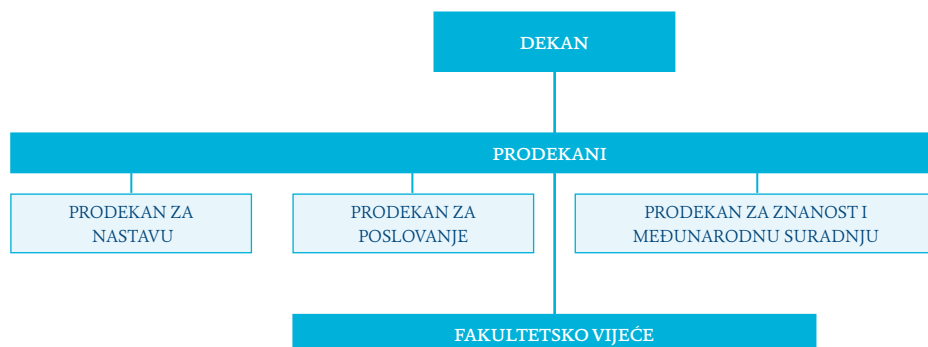 DEKAN
PRODEKANI
PRODEKAN ZA
NASTAVU
PRODEKAN ZA
POSLOVANJE
PRODEKAN ZA ZNANOST I
MEĐUNARODNU SURADNJU
FAKULTETSKO VIJEĆE